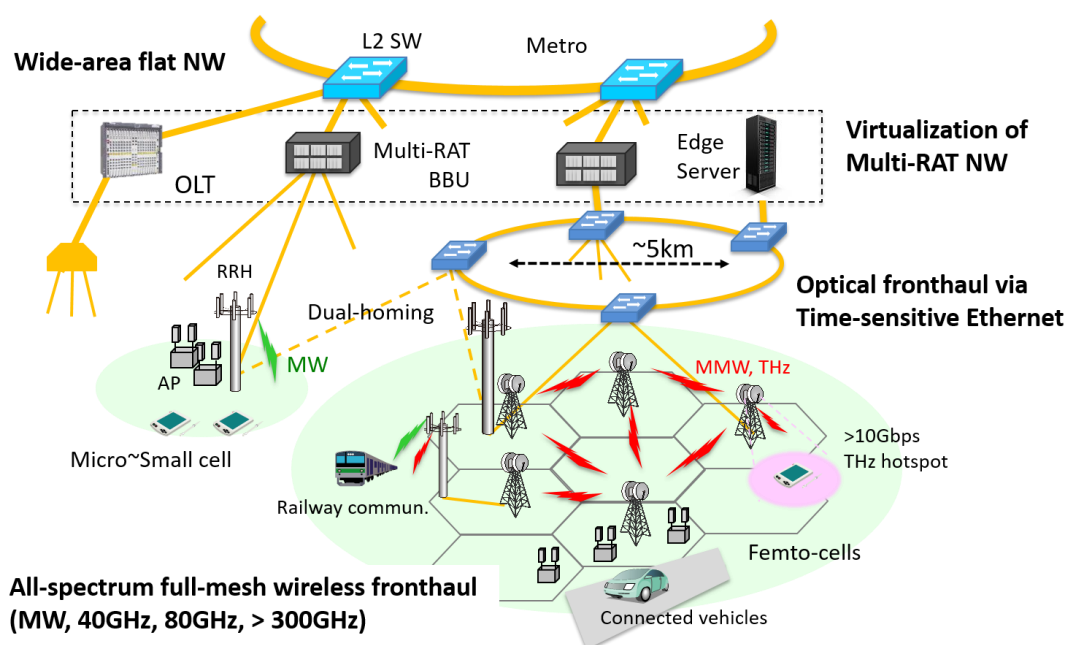 L2 SW
Metro
Wide-area flat NW
Multi-RAT
BBU
Edge
Server
Virtualization of
Multi-RAT NW
OLT
~5km
RRH
Dual-homing
Optical fronthaul via
Time-sensitive Ethernet
MW
MMW, THz
AP
>10Gbps
THz hotspot
Micro~Small cell
Railway commun.
Femto-cells
All-spectrum full-mesh wireless fronthaul
(MW, 40GHz, 80GHz, > 300GHz)
Connected vehicles